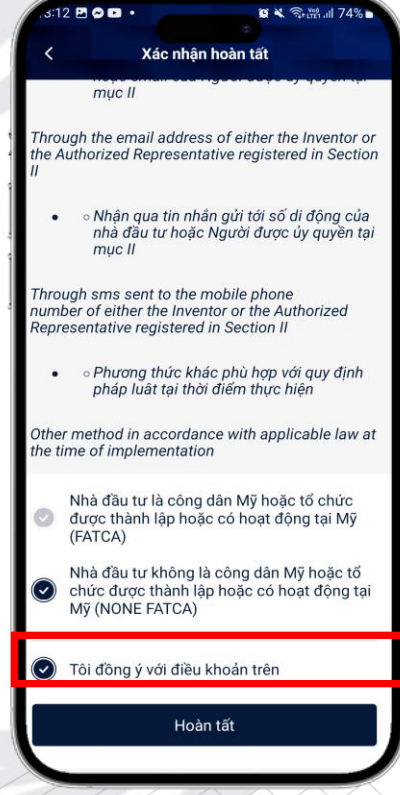 3:12
74%
Xác nhận hoàn tất
mục II
Through the email address of either the Inventor or
the Authorized Representative registered in Section
II
Nhận qua tin nhắn gửi tới số di động của
nhà đầu tư hoặc Người được ủy quyền tại
mục II
Through sms sent to the mobile phone
number of either the Inventor or the Authorized
Representative registered in Section II
Phương thức khác phù hợp với quy định
pháp luât tại thời điểm thực hiện
Other method in accordance with applicable law at
the time of implementation
Nhà đầu tư là công dân Mỹ hoặc tổ chức
được thành lập hoặc có hoạt động tại Mỹ
(FATCA)
Nhà đầu tư không là công dân Mỹ hoặc tổ
chức được thành lập hoặc có hoạt động tại
Mỹ (NONE FATCA)
Tôi đồng ý với điều khoản trên
Hoàn tất